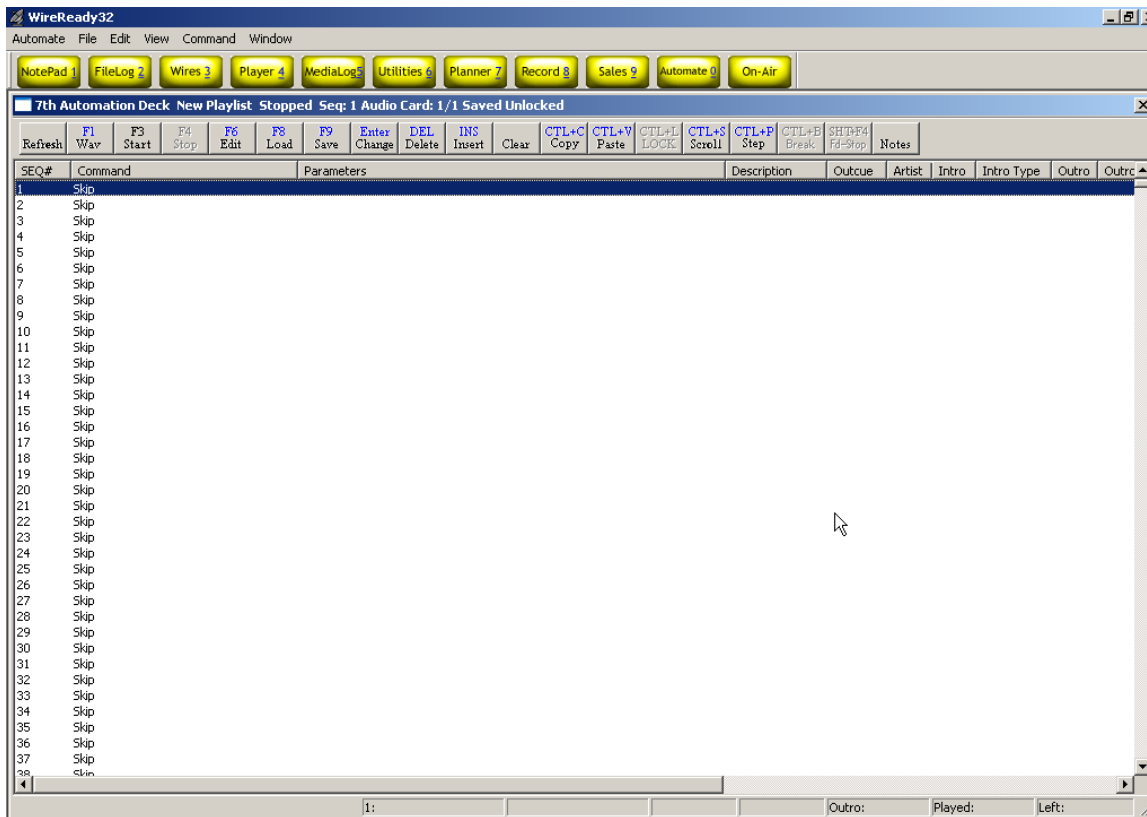 WireReady32
Automate File Edit View Command Window
NotePad 1 FileLog 2 Wires 3 Player 4 MediaLog5 Utilities 6 Planner 7 Record 8 Sales 9 Automate 0 On-Air
7th Automation Deck New Playlist Stopped Seq: 1 Audio Card: 1/1 Saved Unlocked
F1 F3 F4 F6 F8 F9 Enter DEL INS CTL+C CTL+V CTL+L CTL+S CTL+P CTL+B SHT+F4
Refresh Wav Start Stop Edit Load Save Change Delete Insert Clear Copy Paste LOCK Scroll Step Break Fd-Stop Notes
SEQ# Command Parameters Description Outcue Artist Intro Intro Type Outro Outro
1 Skip
2 Skip
3 Skip
4 Skip
5 Skip
6 Skip
7 Skip
8 Skip
9 Skip
10 Skip
11 Skip
12 Skip
13 Skip
14 Skip
15 Skip
16 Skip
17 Skip
18 Skip
19 Skip
20 Skip
21 Skip
22 Skip
23 Skip
24 Skip
25 Skip
26 Skip
27 Skip
28 Skip
29 Skip
30 Skip
31 Skip
32 Skip
33 Skip
34 Skip
35 Skip
36 Skip
37 Skip
38 Skip
1: Outro: Played: Left: